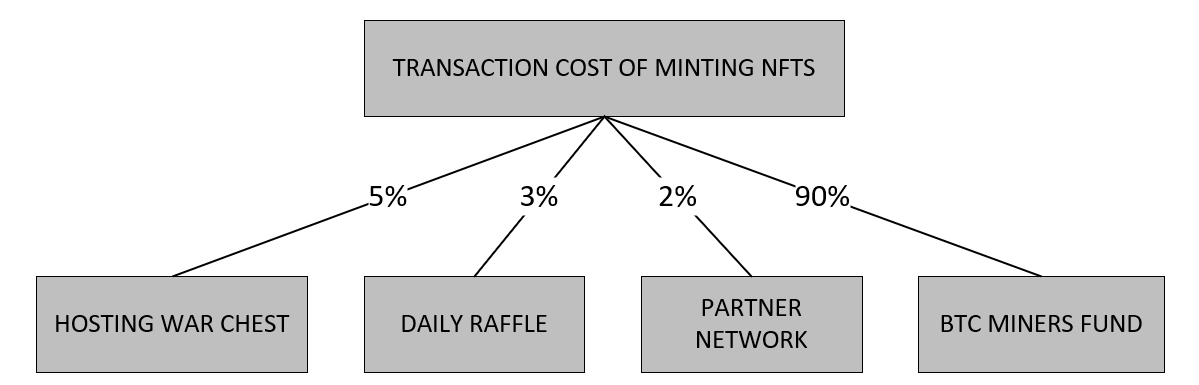 TRANSACTION COST OF MINTING NFTS
5%
3%
2%
90%
HOSTING WAR CHEST
DAILY RAFFLE
PARTNER
NETWORK
BTC MINERS FUND